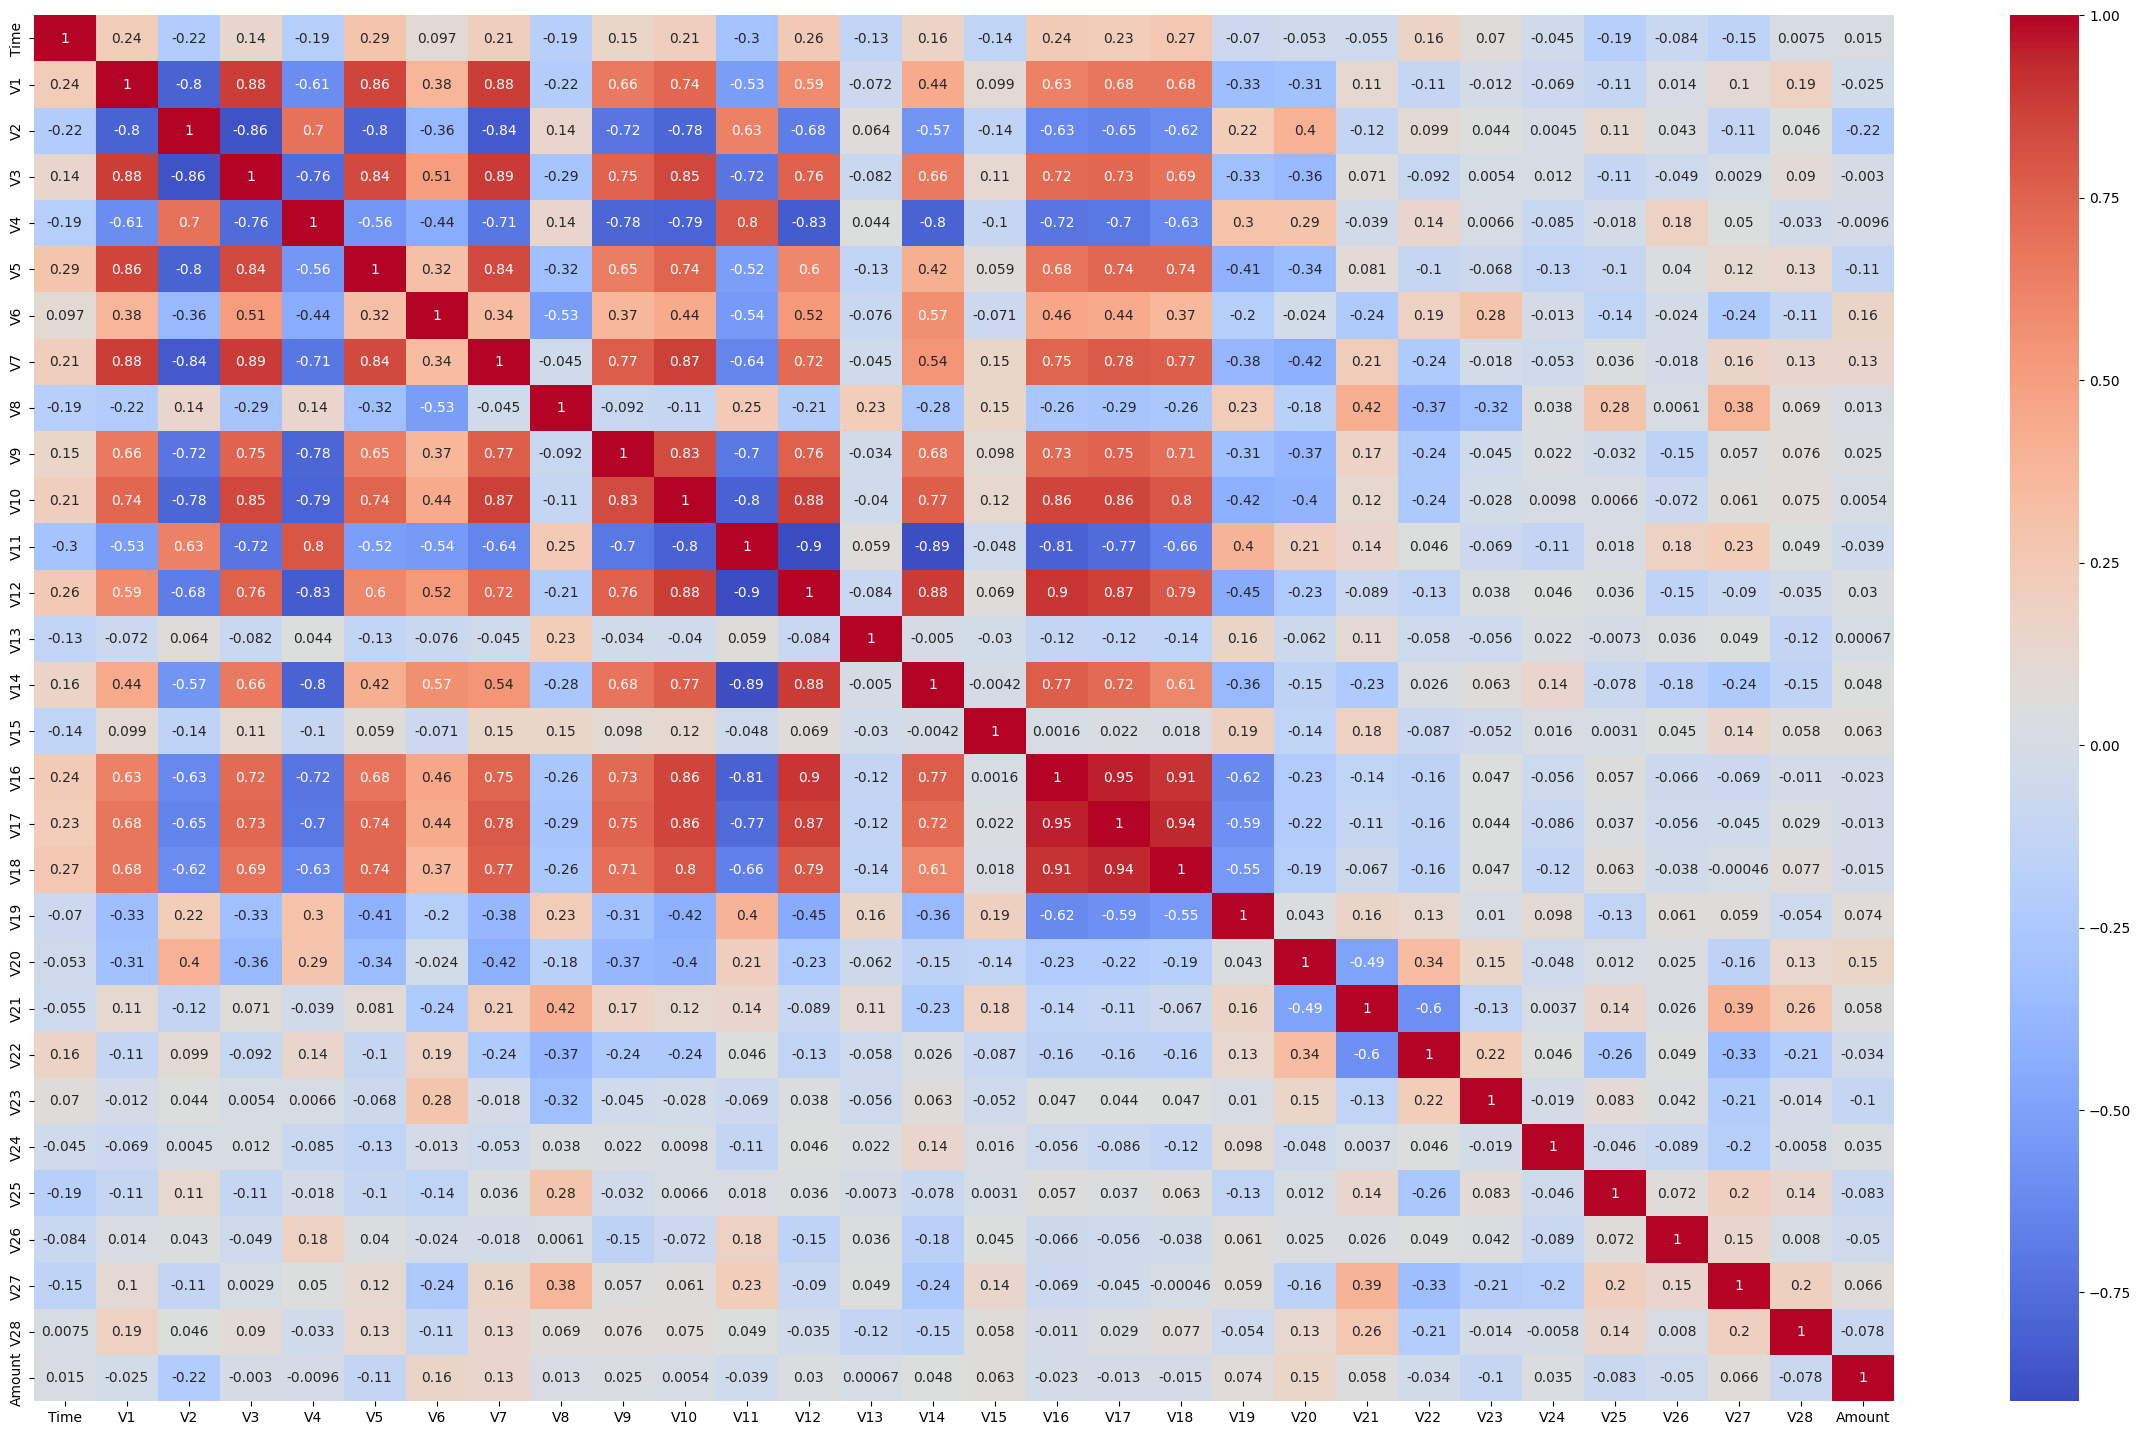 Time 1 0.24 -0.22 0.14 -0.19 0.29 0.097 0.21 -0.19 0.15 0.21 -0.3 0.26 -0.13 0.16 -0.14 0.24 0.23 0.27 -0.07 -0.053 -0.055 0.16 0.07 -0.045 -0.19 -0.084 -0.15 0.0075 0.015
V1 0.24 1 -0.8 0.88 -0.61 0.86 0.38 0.88 -0.22 0.66 0.74 -0.53 0.59 -0.072 0.44 0.099 0.63 0.68 0.68 -0.33 -0.31 0.11 -0.11 -0.012 -0.069 -0.11 0.014 0.1 0.19 -0.025
V2 -0.22 -0.8 1 -0.86 0.7 -0.8 -0.36 -0.84 0.14 -0.72 -0.78 0.63 -0.68 0.064 -0.57 -0.14 -0.63 -0.65 -0.62 0.22 0.4 -0.12 0.099 0.044 0.0045 0.11 0.043 -0.11 0.046 -0.22
V3 0.14 0.88 -0.86 1 -0.76 0.84 0.51 0.89 -0.29 0.75 0.85 -0.72 0.76 -0.082 0.66 0.11 0.72 0.73 0.69 -0.33 -0.36 0.071 -0.092 0.0054 0.012 -0.11 -0.049 0.0029 0.09 -0.003
V4 -0.19 -0.61 0.7 -0.76 1 -0.56 -0.44 -0.71 0.14 -0.78 -0.79 0.8 -0.83 0.044 -0.8 -0.1 -0.72 -0.7 -0.63 0.3 0.29 -0.039 0.14 0.0066 -0.085 -0.018 0.18 0.05 -0.033 -0.0096
V5 0.29 0.86 -0.8 0.84 -0.56 1 0.32 0.84 -0.32 0.65 0.74 -0.52 0.6 -0.13 0.42 0.059 0.68 0.74 0.74 -0.41 -0.34 0.081 -0.1 -0.068 -0.13 -0.1 0.04 0.12 0.13 -0.11
V6 0.097 0.38 -0.36 0.51 -0.44 0.32 1 0.34 -0.53 0.37 0.44 -0.54 0.52 -0.076 0.57 -0.071 0.46 0.44 0.37 -0.2 -0.024 -0.24 0.19 0.28 -0.013 -0.14 -0.024 -0.24 -0.11 0.16
V7 0.21 0.88 -0.84 0.89 -0.71 0.84 0.34 1 -0.045 0.77 0.87 -0.64 0.72 -0.045 0.54 0.15 0.75 0.78 0.77 -0.38 -0.42 0.21 -0.24 -0.018 -0.053 0.036 -0.018 0.16 0.13 0.13
V8 -0.19 -0.22 0.14 -0.29 0.14 -0.32 -0.53 -0.045 1 -0.092 -0.11 0.25 -0.21 0.23 -0.28 0.15 -0.26 -0.29 -0.26 0.23 -0.18 0.42 -0.37 -0.32 0.038 0.28 0.0061 0.38 0.069 0.013
V9 0.15 0.66 -0.72 0.75 -0.78 0.65 0.37 0.77 -0.092 1 0.83 -0.7 0.76 -0.034 0.68 0.098 0.73 0.75 0.71 -0.31 -0.37 0.17 -0.24 -0.045 0.022 -0.032 -0.15 0.057 0.076 0.025
V10 0.21 0.74 -0.78 0.85 -0.79 0.74 0.44 0.87 -0.11 0.83 1 -0.8 0.88 -0.04 0.77 0.12 0.86 0.86 0.8 -0.42 -0.4 0.12 -0.24 -0.028 0.0098 0.0066 -0.072 0.061 0.075 0.0054
V11 -0.3 -0.53 0.63 -0.72 0.8 -0.52 -0.54 -0.64 0.25 -0.7 -0.8 1 -0.9 0.059 -0.89 -0.048 -0.81 -0.77 -0.66 0.4 0.21 0.14 0.046 -0.069 -0.11 0.018 0.18 0.23 0.049 -0.039
V12 0.26 0.59 -0.68 0.76 -0.83 0.6 0.52 0.72 -0.21 0.76 0.88 -0.9 1 -0.084 0.88 0.069 0.9 0.87 0.79 -0.45 -0.23 -0.089 -0.13 0.038 0.046 0.036 -0.15 -0.09 -0.035 0.03
V13 -0.13 -0.072 0.064 -0.082 0.044 -0.13 -0.076 -0.045 0.23 -0.034 -0.04 0.059 -0.084 1 -0.005 -0.03 -0.12 -0.12 -0.14 0.16 -0.062 0.11 -0.058 -0.056 0.022 -0.0073 0.036 0.049 -0.12 0.00067
V14 0.16 0.44 -0.57 0.66 -0.8 0.42 0.57 0.54 -0.28 0.68 0.77 -0.89 0.88 -0.005 1 -0.0042 0.77 0.72 0.61 -0.36 -0.15 -0.23 0.026 0.063 0.14 -0.078 -0.18 -0.24 -0.15 0.048
V15 -0.14 0.099 -0.14 0.11 -0.1 0.059 -0.071 0.15 0.15 0.098 0.12 -0.048 0.069 -0.03 -0.0042 1 0.0016 0.022 0.018 0.19 -0.14 0.18 -0.087 -0.052 0.016 0.0031 0.045 0.14 0.058 0.063
V16 0.24 0.63 -0.63 0.72 -0.72 0.68 0.46 0.75 -0.26 0.73 0.86 -0.81 0.9 -0.12 0.77 0.0016 1 0.95 0.91 -0.62 -0.23 -0.14 -0.16 0.047 -0.056 0.057 -0.066 -0.069 -0.011 -0.023
V17 0.23 0.68 -0.65 0.73 -0.7 0.74 0.44 0.78 -0.29 0.75 0.86 -0.77 0.87 -0.12 0.72 0.022 0.95 1 0.94 -0.59 -0.22 -0.11 -0.16 0.044 -0.086 0.037 -0.056 -0.045 0.029 -0.013
V18 0.27 0.68 -0.62 0.69 -0.63 0.74 0.37 0.77 -0.26 0.71 0.8 -0.66 0.79 -0.14 0.61 0.018 0.91 0.94 1 -0.55 -0.19 -0.067 -0.16 0.047 -0.12 0.063 -0.038 -0.00046 0.077 -0.015
V19 -0.07 -0.33 0.22 -0.33 0.3 -0.41 -0.2 -0.38 0.23 -0.31 -0.42 0.4 -0.45 0.16 -0.36 0.19 -0.62 -0.59 -0.55 1 0.043 0.16 0.13 0.01 0.098 -0.13 0.061 0.059 -0.054 0.074
V20 -0.053 -0.31 0.4 -0.36 0.29 -0.34 -0.024 -0.42 -0.18 -0.37 -0.4 0.21 -0.23 -0.062 -0.15 -0.14 -0.23 -0.22 -0.19 0.043 1 -0.49 0.34 0.15 -0.048 0.012 0.025 -0.16 0.13 0.15
V21 -0.055 0.11 -0.12 0.071 -0.039 0.081 -0.24 0.21 0.42 0.17 0.12 0.14 -0.089 0.11 -0.23 0.18 -0.14 -0.11 -0.067 0.16 -0.49 1 -0.6 -0.13 0.0037 0.14 0.026 0.39 0.26 0.058
V22 0.16 -0.11 0.099 -0.092 0.14 -0.1 0.19 -0.24 -0.37 -0.24 -0.24 0.046 -0.13 -0.058 0.026 -0.087 -0.16 -0.16 -0.16 0.13 0.34 -0.6 1 0.22 0.046 -0.26 0.049 -0.33 -0.21 -0.034
V23 0.07 -0.012 0.044 0.0054 0.0066 -0.068 0.28 -0.018 -0.32 -0.045 -0.028 -0.069 0.038 -0.056 0.063 -0.052 0.047 0.044 0.047 0.01 0.15 -0.13 0.22 1 -0.019 0.083 0.042 -0.21 -0.014 -0.1
V24 -0.045 -0.069 0.0045 0.012 -0.085 -0.13 -0.013 -0.053 0.038 0.022 0.0098 -0.11 0.046 0.022 0.14 0.016 -0.056 -0.086 -0.12 0.098 -0.048 0.0037 0.046 -0.019 1 -0.046 -0.089 -0.2 -0.0058 0.035
V25 -0.19 -0.11 0.11 -0.11 -0.018 -0.1 -0.14 0.036 0.28 -0.032 0.0066 0.018 0.036 -0.0073 -0.078 0.0031 0.057 0.037 0.063 -0.13 0.012 0.14 -0.26 0.083 -0.046 1 0.072 0.2 0.14 -0.083
V26 -0.084 0.014 0.043 -0.049 0.18 0.04 -0.024 -0.018 0.0061 -0.15 -0.072 0.18 -0.15 0.036 -0.18 0.045 -0.066 -0.056 -0.038 0.061 0.025 0.026 0.049 0.042 -0.089 0.072 1 0.15 0.008 -0.05
V27 -0.15 0.1 -0.11 0.0029 0.05 0.12 -0.24 0.16 0.38 0.057 0.061 0.23 -0.09 0.049 -0.24 0.14 -0.069 -0.045 -0.00046 0.059 -0.16 0.39 -0.33 -0.21 -0.2 0.2 0.15 1 0.2 0.066
V28 0.0075 0.19 0.046 0.09 -0.033 0.13 -0.11 0.13 0.069 0.076 0.075 0.049 -0.035 -0.12 -0.15 0.058 -0.011 0.029 0.077 -0.054 0.13 0.26 -0.21 -0.014 -0.0058 0.14 0.008 0.2 1 -0.078
Amount 0.015 -0.025 -0.22 -0.003 -0.0096 -0.11 0.16 0.13 0.013 0.025 0.0054 -0.039 0.03 0.00067 0.048 0.063 -0.023 -0.013 -0.015 0.074 0.15 0.058 -0.034 -0.1 0.035 -0.083 -0.05 0.066 -0.078 1
Time V1 V2 V3 V4 V5 V6 V7 V8 V9 V10 V11 V12 V13 V14 V15 V16 V17 V18 V19 V20 V21 V22 V23 V24 V25 V26 V27 V28 Amount
1.00
0.75
0.50
0.25
0.00
−0.25
−0.50
−0.75